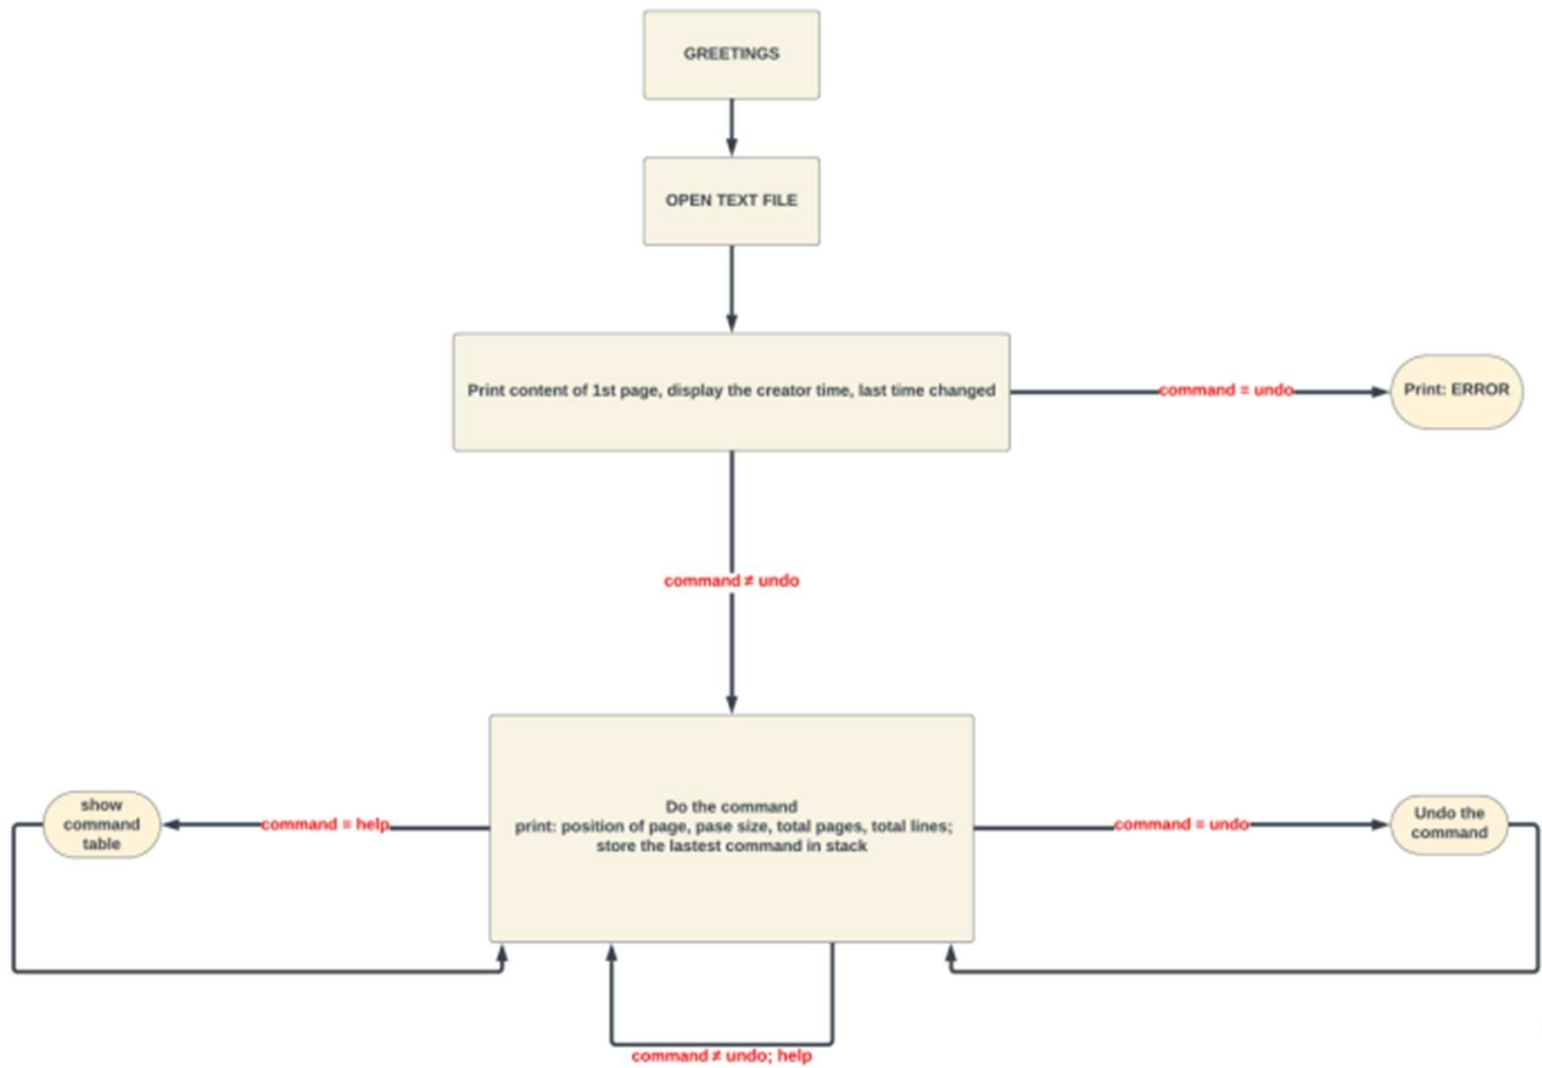 GREETINGS
OPEN TEXT FILE
Print content of 1st page, display the creator time, last time changed
command = undo
Print: ERROR
command ≠ undo
show
command
table
command = help
Do the command
print: position of page, pase size, total pages, total lines;
store the lastest command in stack
command = undo
Undo the
command
command ≠ undo; help